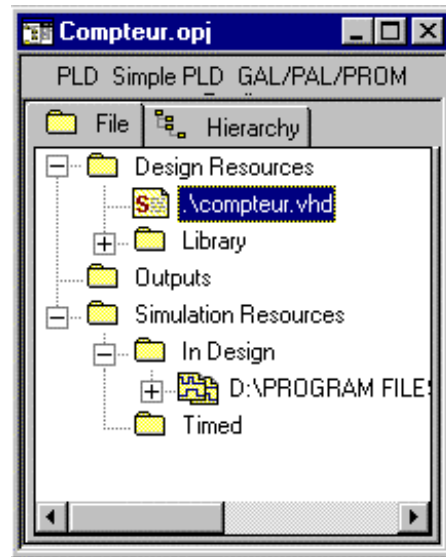 Compteur.opj
PLD Simple PLD GAL/PAL/PROM
File Hierarchy
Design Resources
.\compteur.vhd
Library
Outputs
Simulation Resources
In Design
D:\PROGRAM FILE
Timed